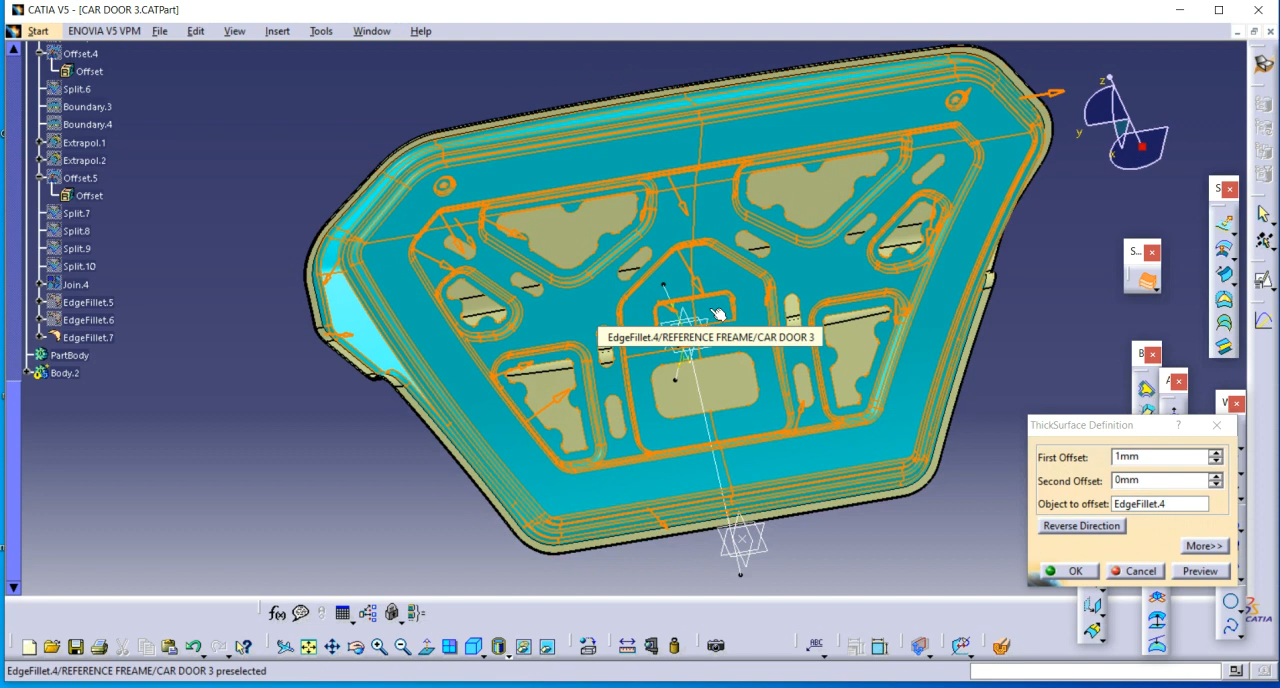 CATIA V5 - [CAR DOOR 3.CATPart]
Start ENOVIA V5 VPM File Edit View Insert Tools Window Help
Offset.4
Offset
Split.6
Boundary.3
Boundary.4
Extrapol.1
Extrapol.2
Offset.5
Offset
Split.7
Split.8
Split.9
Split.10
Join.4
EdgeFillet.5
EdgeFillet.6
EdgeFillet.7
PartBody
Body.2
z
y
x
EdgeFillet.4/REFERENCE FREAME/CAR DOOR 3
S...
S
B
A
W
ThickSurface Definition ?
First Offset: 1mm
Second Offset: 0mm
Object to offset: EdgeFillet.4
Reverse Direction
More>>
OK Cancel Preview
f(x)
ABC
CATIA
EdgeFillet.4/REFERENCE FREAME/CAR DOOR 3 preselected